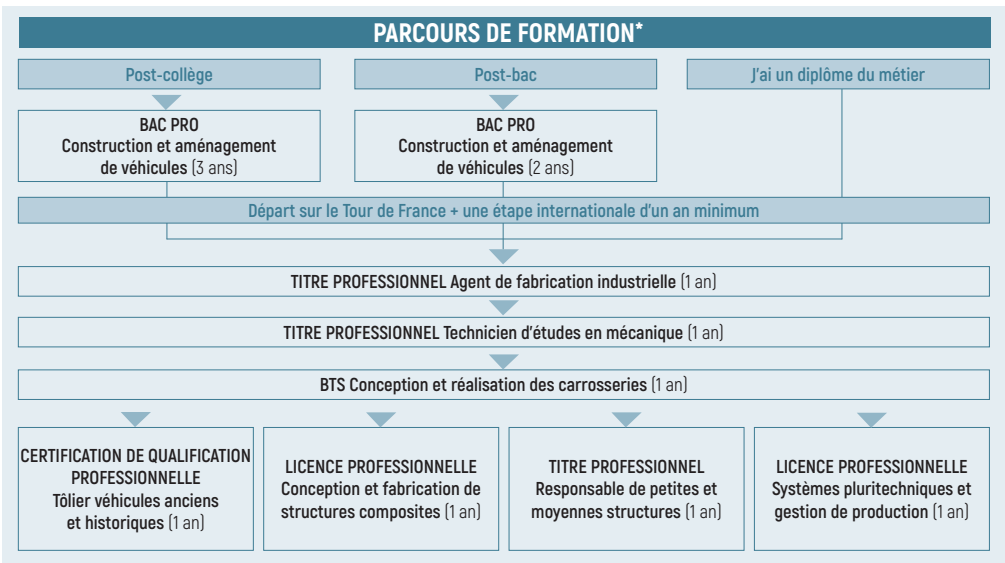 PARCOURS DE FORMATION*
Post-collège
Post-bac
J'ai un diplôme du métier
BAC PRO
Construction et aménagement
de véhicules (3 ans)
BAC PRO
Construction et aménagement
de véhicules (2 ans)
Départ sur le Tour de France + une étape internationale d'un an minimum
TITRE PROFESSIONNEL Agent de fabrication industrielle (1 an)
TITRE PROFESSIONNEL Technicien d'études en mécanique (1 an)
BTS Conception et réalisation des carrosseries (1 an)
CERTIFICATION DE QUALIFICATION
PROFESSIONNELLE
Tôlier véhicules anciens
et historiques (1 an)
LICENCE PROFESSIONNELLE
Conception et fabrication de
structures composites (1 an)
TITRE PROFESSIONNEL
Responsable de petites et
moyennes structures (1 an)
LICENCE PROFESSIONNELLE
Systèmes pluritechniques et
gestion de production (1 an)